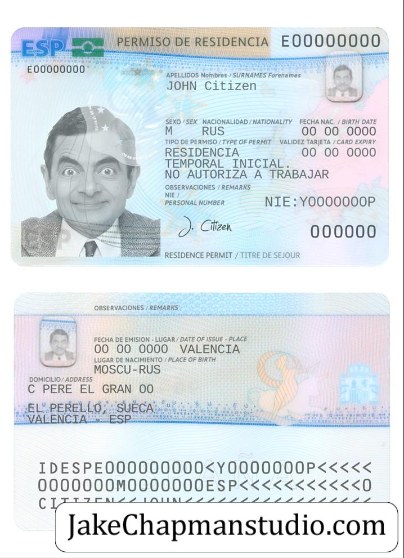 ESP PERMISO DE RESIDENCIA E00000000
E00000000
APELLIDOS Nombres / SURNAMES Forenames
JOHN Citizen
SEXO / SEX NACIONALIDAD / NATIONALITY FECHA NAC. / BIRTH DATE
M RUS 00 00 0000
TIPO DE PERMISO / TYPE OF PERMIT VALIDEZ TARJETA / CARD EXPIRY
RESIDENCIA 00 00 0000
TEMPORAL INICIAL.
NO AUTORIZA A TRABAJAR
OBSERVACIONES / REMARKS
NIE /
PERSONAL NUMBER NIE:Y0000000P
J. Citizen
000000
RESIDENCE PERMIT / TITRE DE SEJOUR
ESP
OBSERVACIONES / REMARKS
FECHA DE EMISION - LUGAR / DATE OF ISSUE - PLACE
00 00 0000 VALENCIA
LUGAR DE NACIMIENTO / PLACE OF BIRTH
MOSCU-RUS
DOMICILIO / ADDRESS
C PERE EL GRAN 00
EL PERELLO, SUECA
VALENCIA - ESP
IDESPE000000000<Y0000000P<<<<<
0000000M0000000ESP<<<<<<<<<<<0
CITIZEN<<JOHN<<<<<<<<<<<<<<<<<
JakeChapmanstudio.com